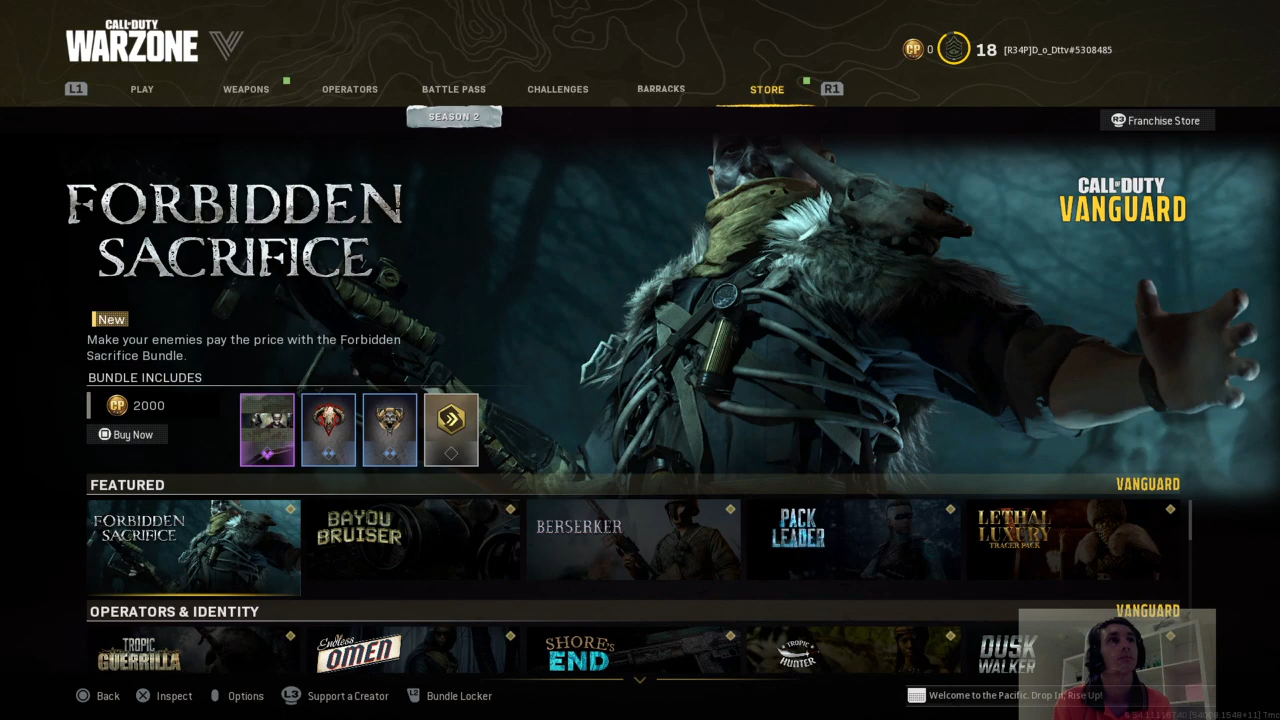 CALL OF DUTY
WARZONE
CP 0 18 [R34P]D_o_Dttv#5308485
L1 PLAY WEAPONS OPERATORS BATTLE PASS CHALLENGES BARRACKS STORE R1
SEASON 2
R3 Franchise Store
FORBIDDEN
SACRIFICE
CALL OF DUTY
VANGUARD
New
Make your enemies pay the price with the Forbidden
Sacrifice Bundle.
BUNDLE INCLUDES
CP 2000
Buy Now
FEATURED VANGUARD
FORBIDDEN
SACRIFICE
BAYOU
BRUISER
BERSERKER
PACK
LEADER
LETHAL
LUXURY
TRACER PACK
OPERATORS & IDENTITY VANGUARD
TROPIC
GUERRILLA
Endless
OMEN
SHORE's
END
TROPIC
HUNTER
DUSK
WALKER
Back Inspect Options L3 Support a Creator L2 Bundle Locker
Welcome to the Pacific. Drop In, Rise Up!